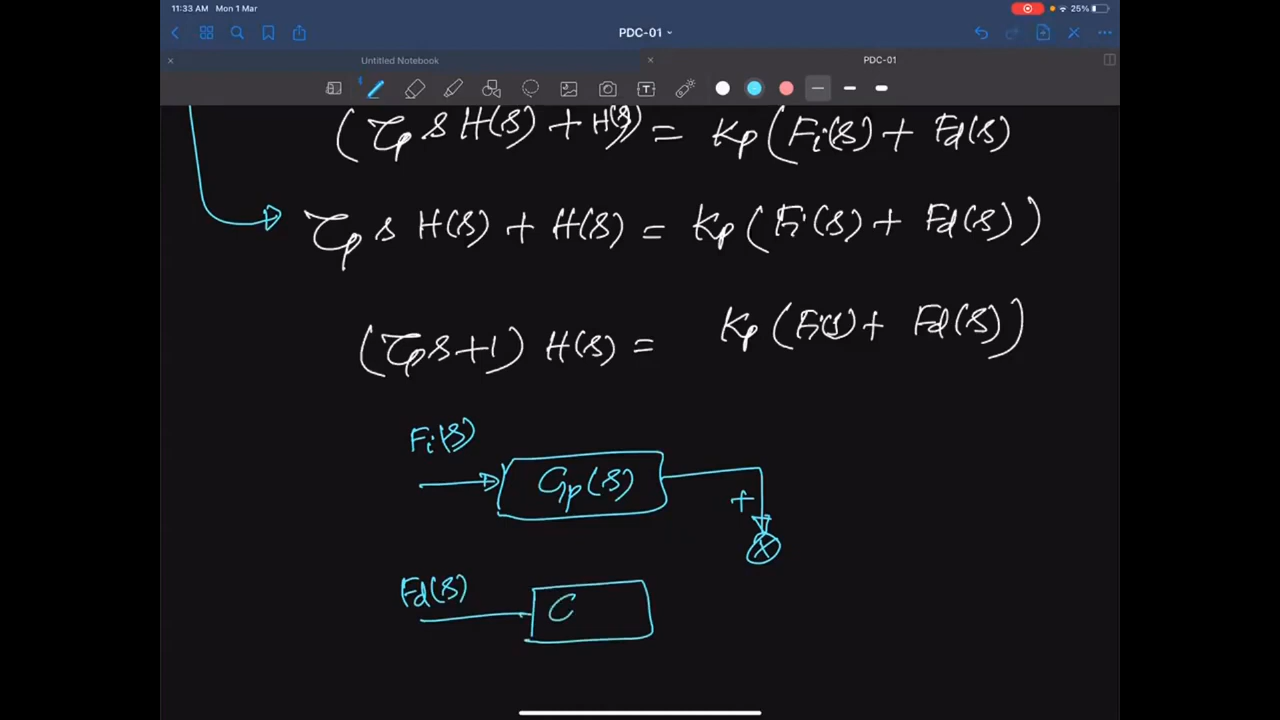 11:33 AM Mon 1 Mar
25%
PDC-01
Untitled Notebook
PDC-01
(τp s H(s) + H(s)) = Kp (Fi(s) + Fd(s)
τp s H(s) + H(s) = Kp (Fi(s) + Fd(s))
(τp s+1) H(s) = Kp (Fi(s) + Fd(s))
Fi(s)
Gp(s)
+
Fd(s)
C